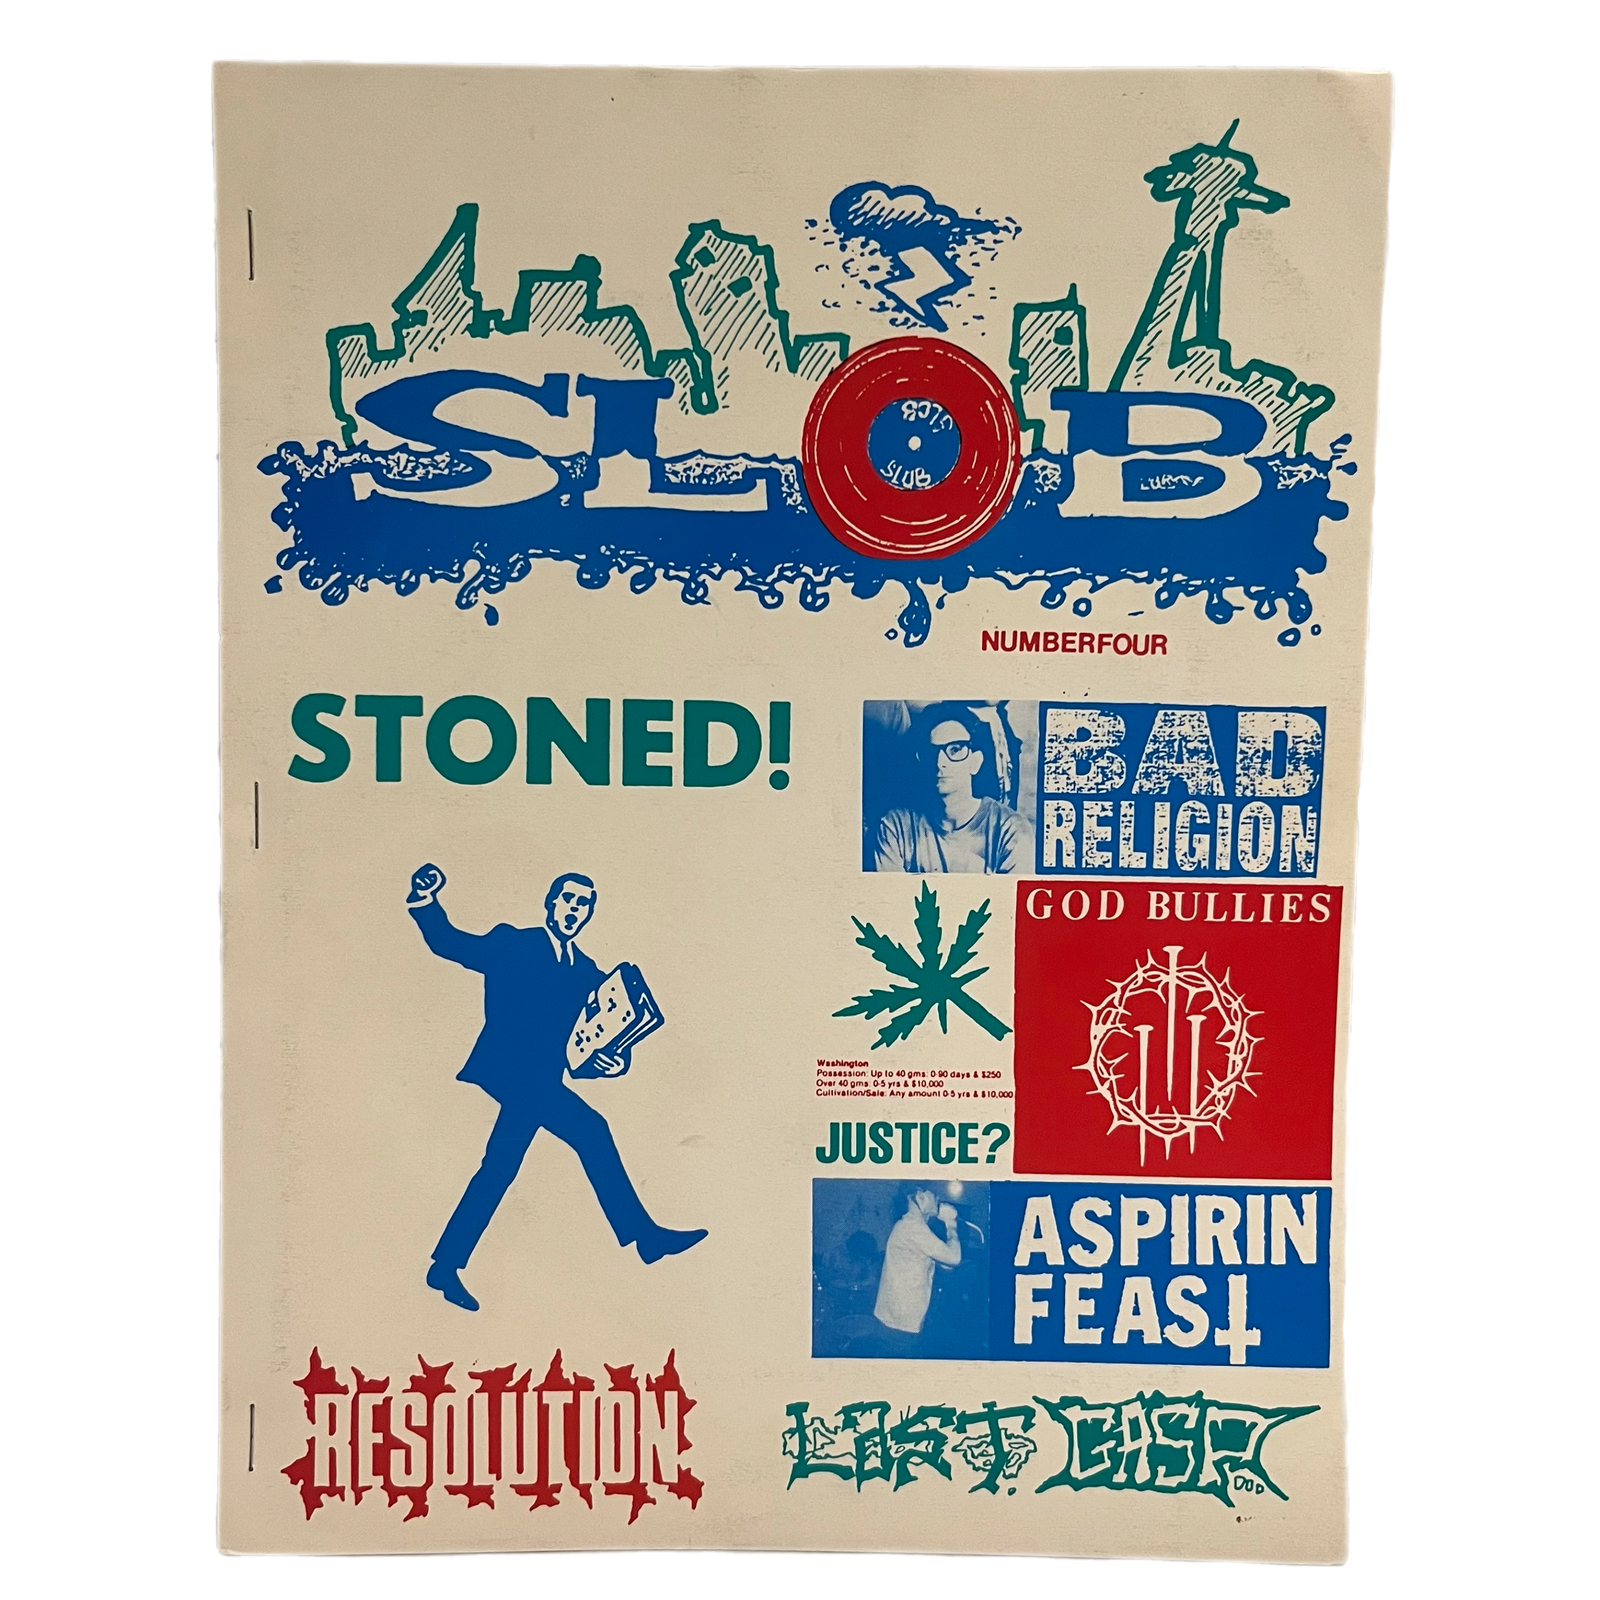 SLOB
SLOB
SLOB
NUMBERFOUR
STONED!
BAD
RELIGION
GOD BULLIES
Washington
Possession: Up to 40 gms: 0-90 days & $250
Over 40 gms: 0-5 yrs & $10,000
Cultivation/Sale: Any amount 0-5 yrs & $10,000
JUSTICE?
ASPIRIN
FEAST
RESOLUTION
LAST GASP